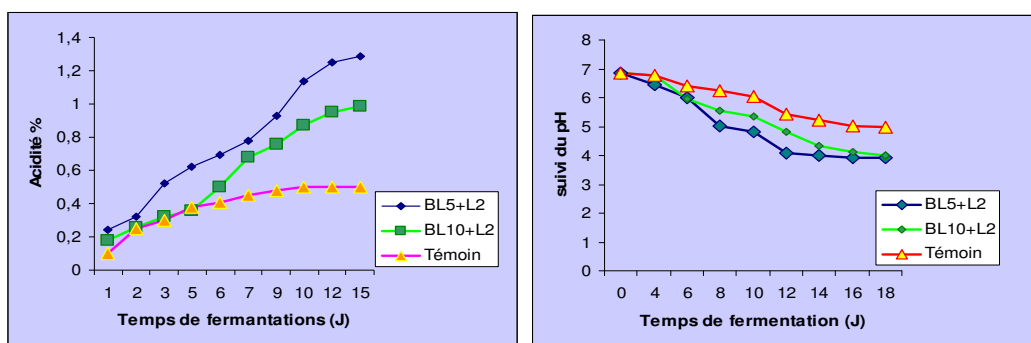 Acidité %
1,4
1,2
1
0,8
0,6
0,4
0,2
0
1 2 3 5 6 7 9 10 12 15
Temps de fermantations (J)
BL5+L2
BL10+L2
Témoin
suivi du pH
8
7
6
5
4
3
2
1
0
0 4 6 8 10 12 14 16 18
Temps de fermentation (J)
BL5+L2
BL10+L2
Témoin